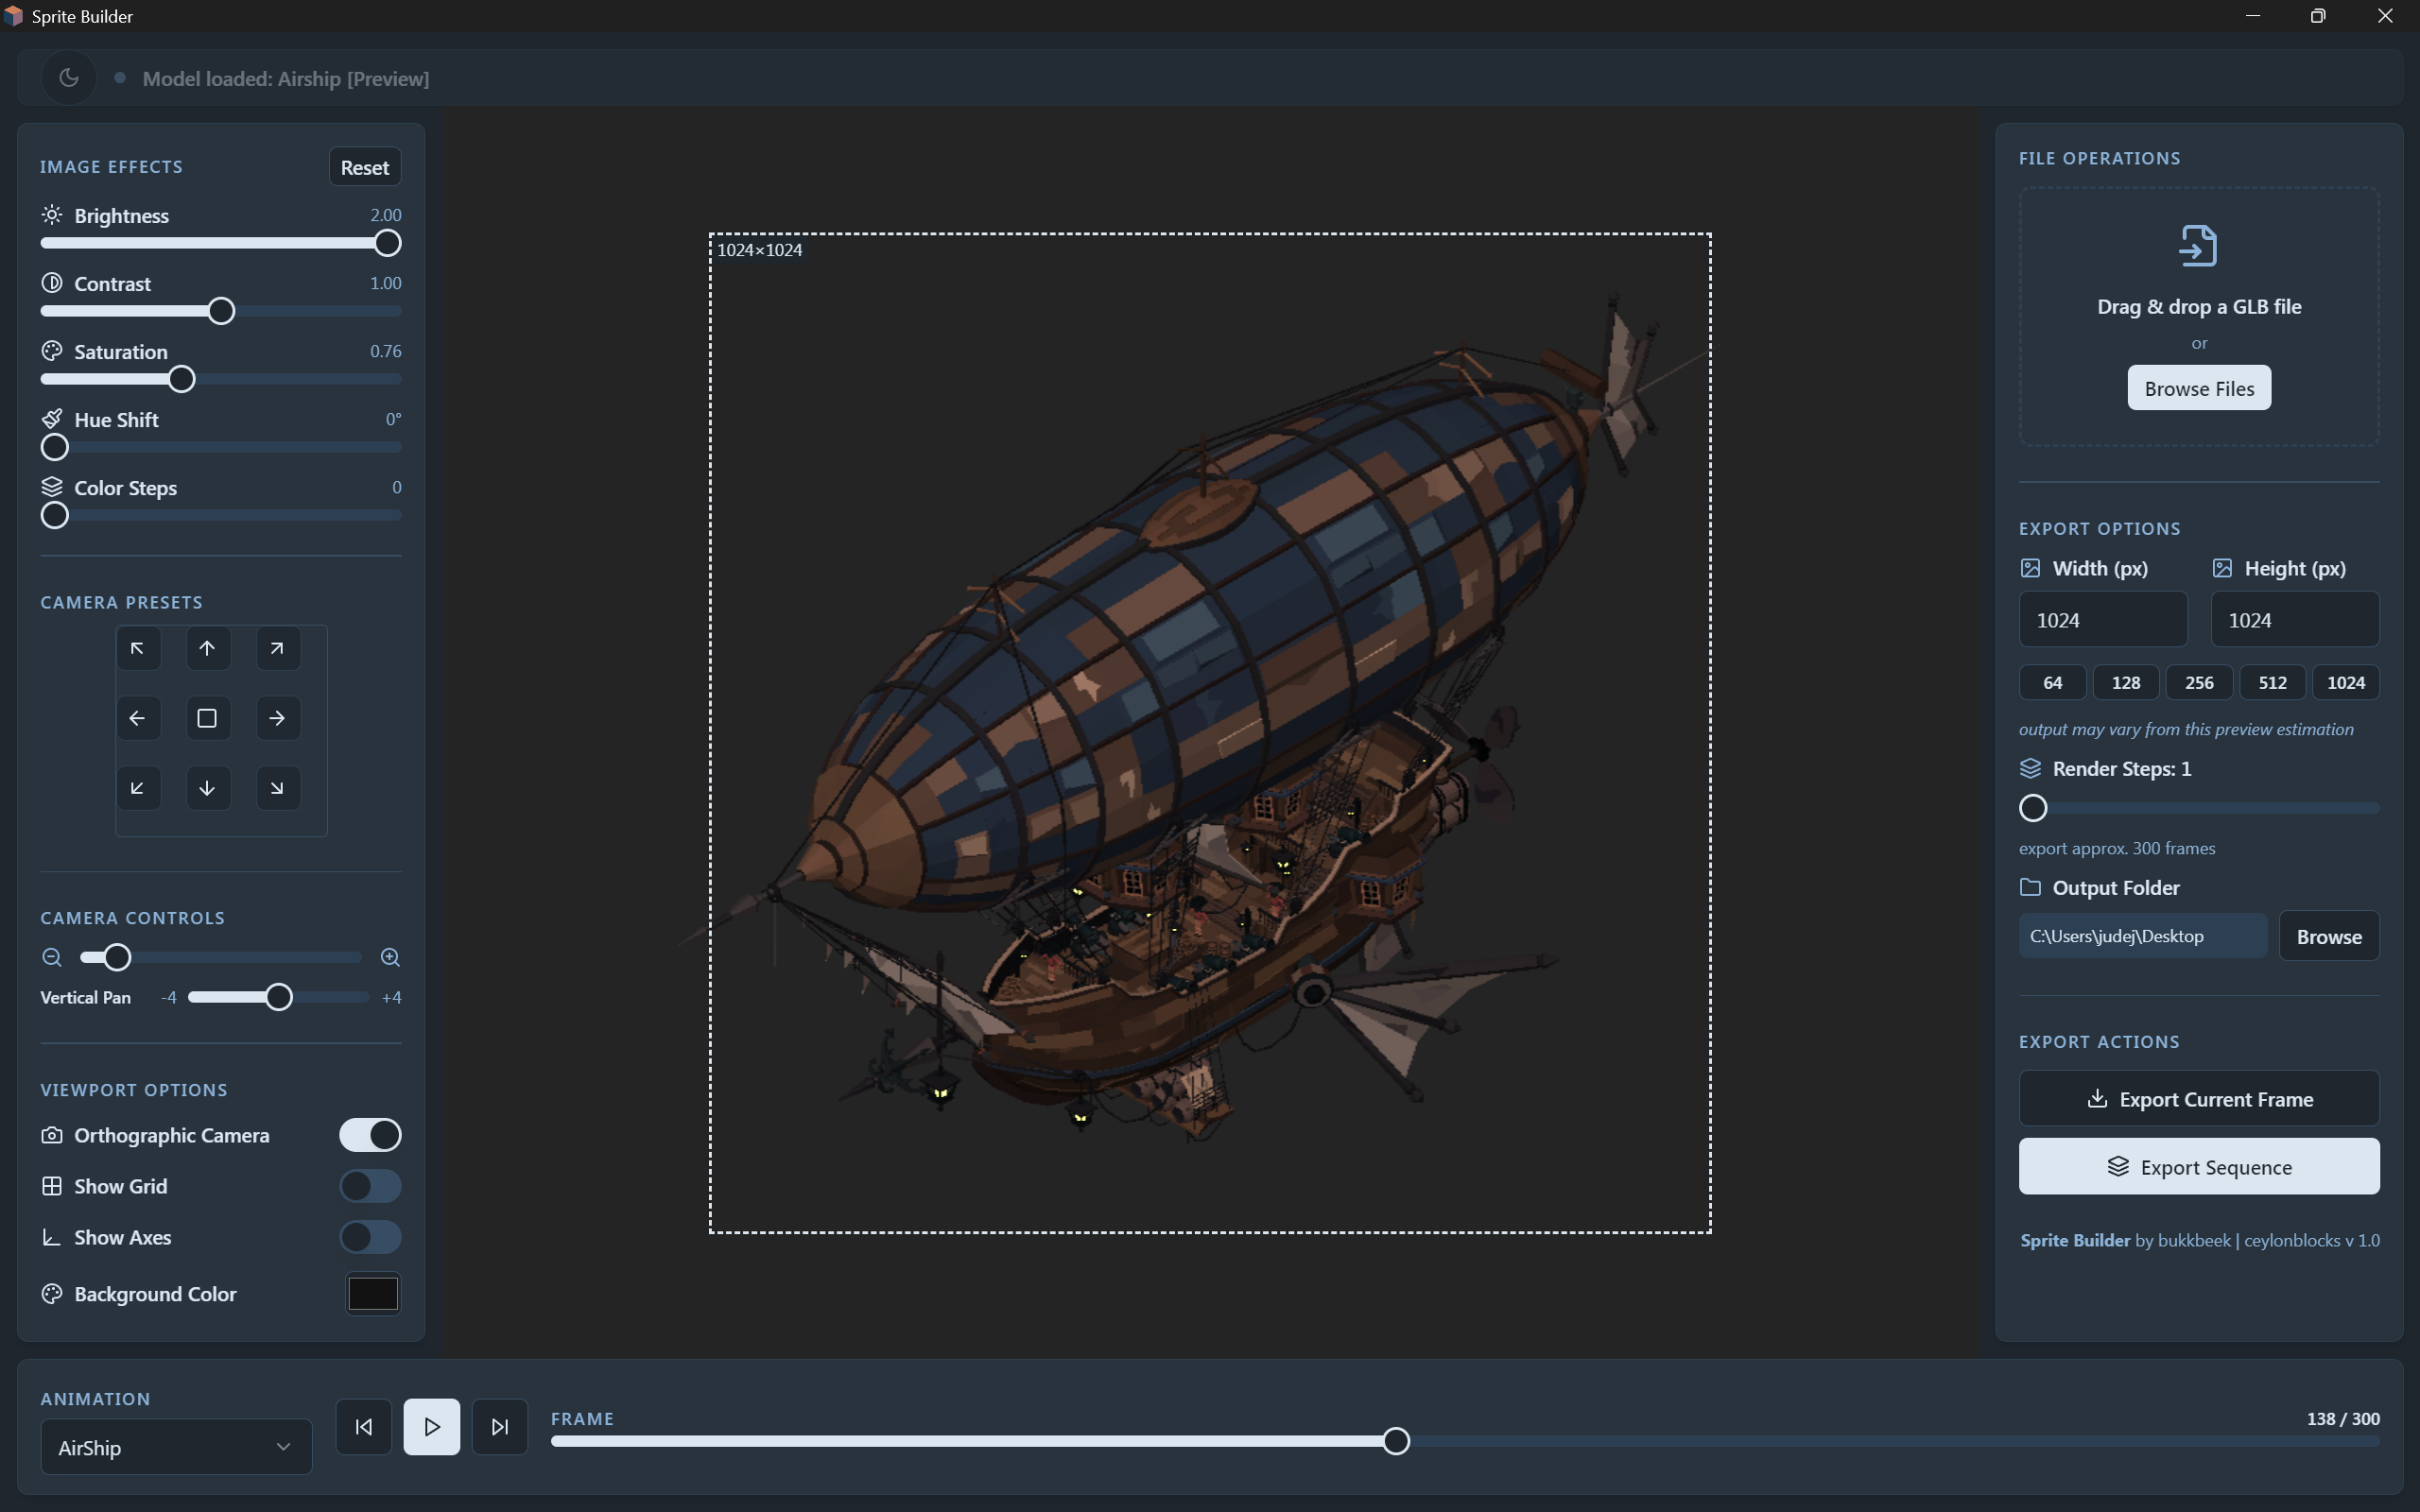 Sprite Builder
Model loaded: Airship [Preview]
IMAGE EFFECTS
Reset
Brightness 2.00
Contrast 1.00
Saturation 0.76
Hue Shift 0°
Color Steps 0
CAMERA PRESETS
CAMERA CONTROLS
Vertical Pan -4 +4
VIEWPORT OPTIONS
Orthographic Camera
Show Grid
Show Axes
Background Color
1024×1024
FILE OPERATIONS
Drag & drop a GLB file
or
Browse Files
EXPORT OPTIONS
Width (px) Height (px)
1024 1024
64 128 256 512 1024
output may vary from this preview estimation
Render Steps: 1
export approx. 300 frames
Output Folder
C:\Users\judej\Desktop Browse
EXPORT ACTIONS
Export Current Frame
Export Sequence
Sprite Builder by bukkbeek | ceylonblocks v 1.0
ANIMATION
AirShip
FRAME 138 / 300